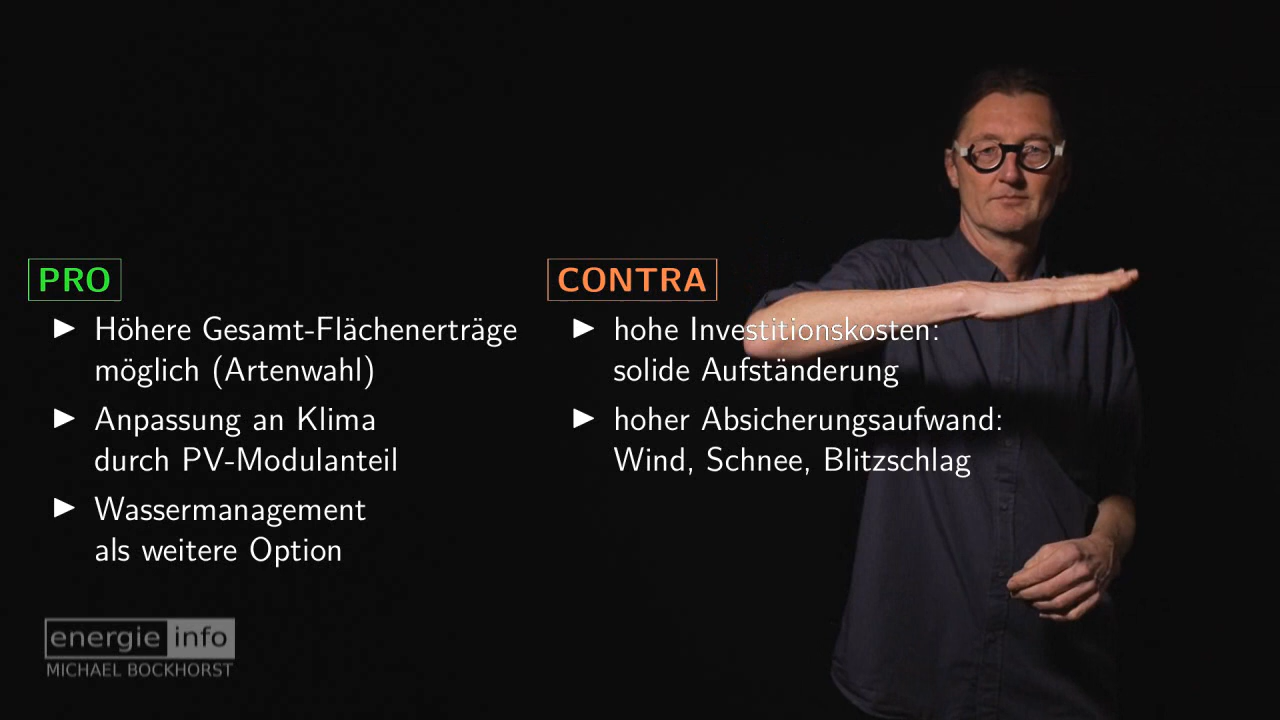 PRO
► Höhere Gesamt-Flächenerträge
möglich (Artenwahl)
► Anpassung an Klima
durch PV-Modulanteil
► Wassermanagement
als weitere Option
CONTRA
► hohe Investitionskosten:
solide Aufständerung
► hoher Absicherungsaufwand:
Wind, Schnee, Blitzschlag
energie info
MICHAEL BOCKHORST